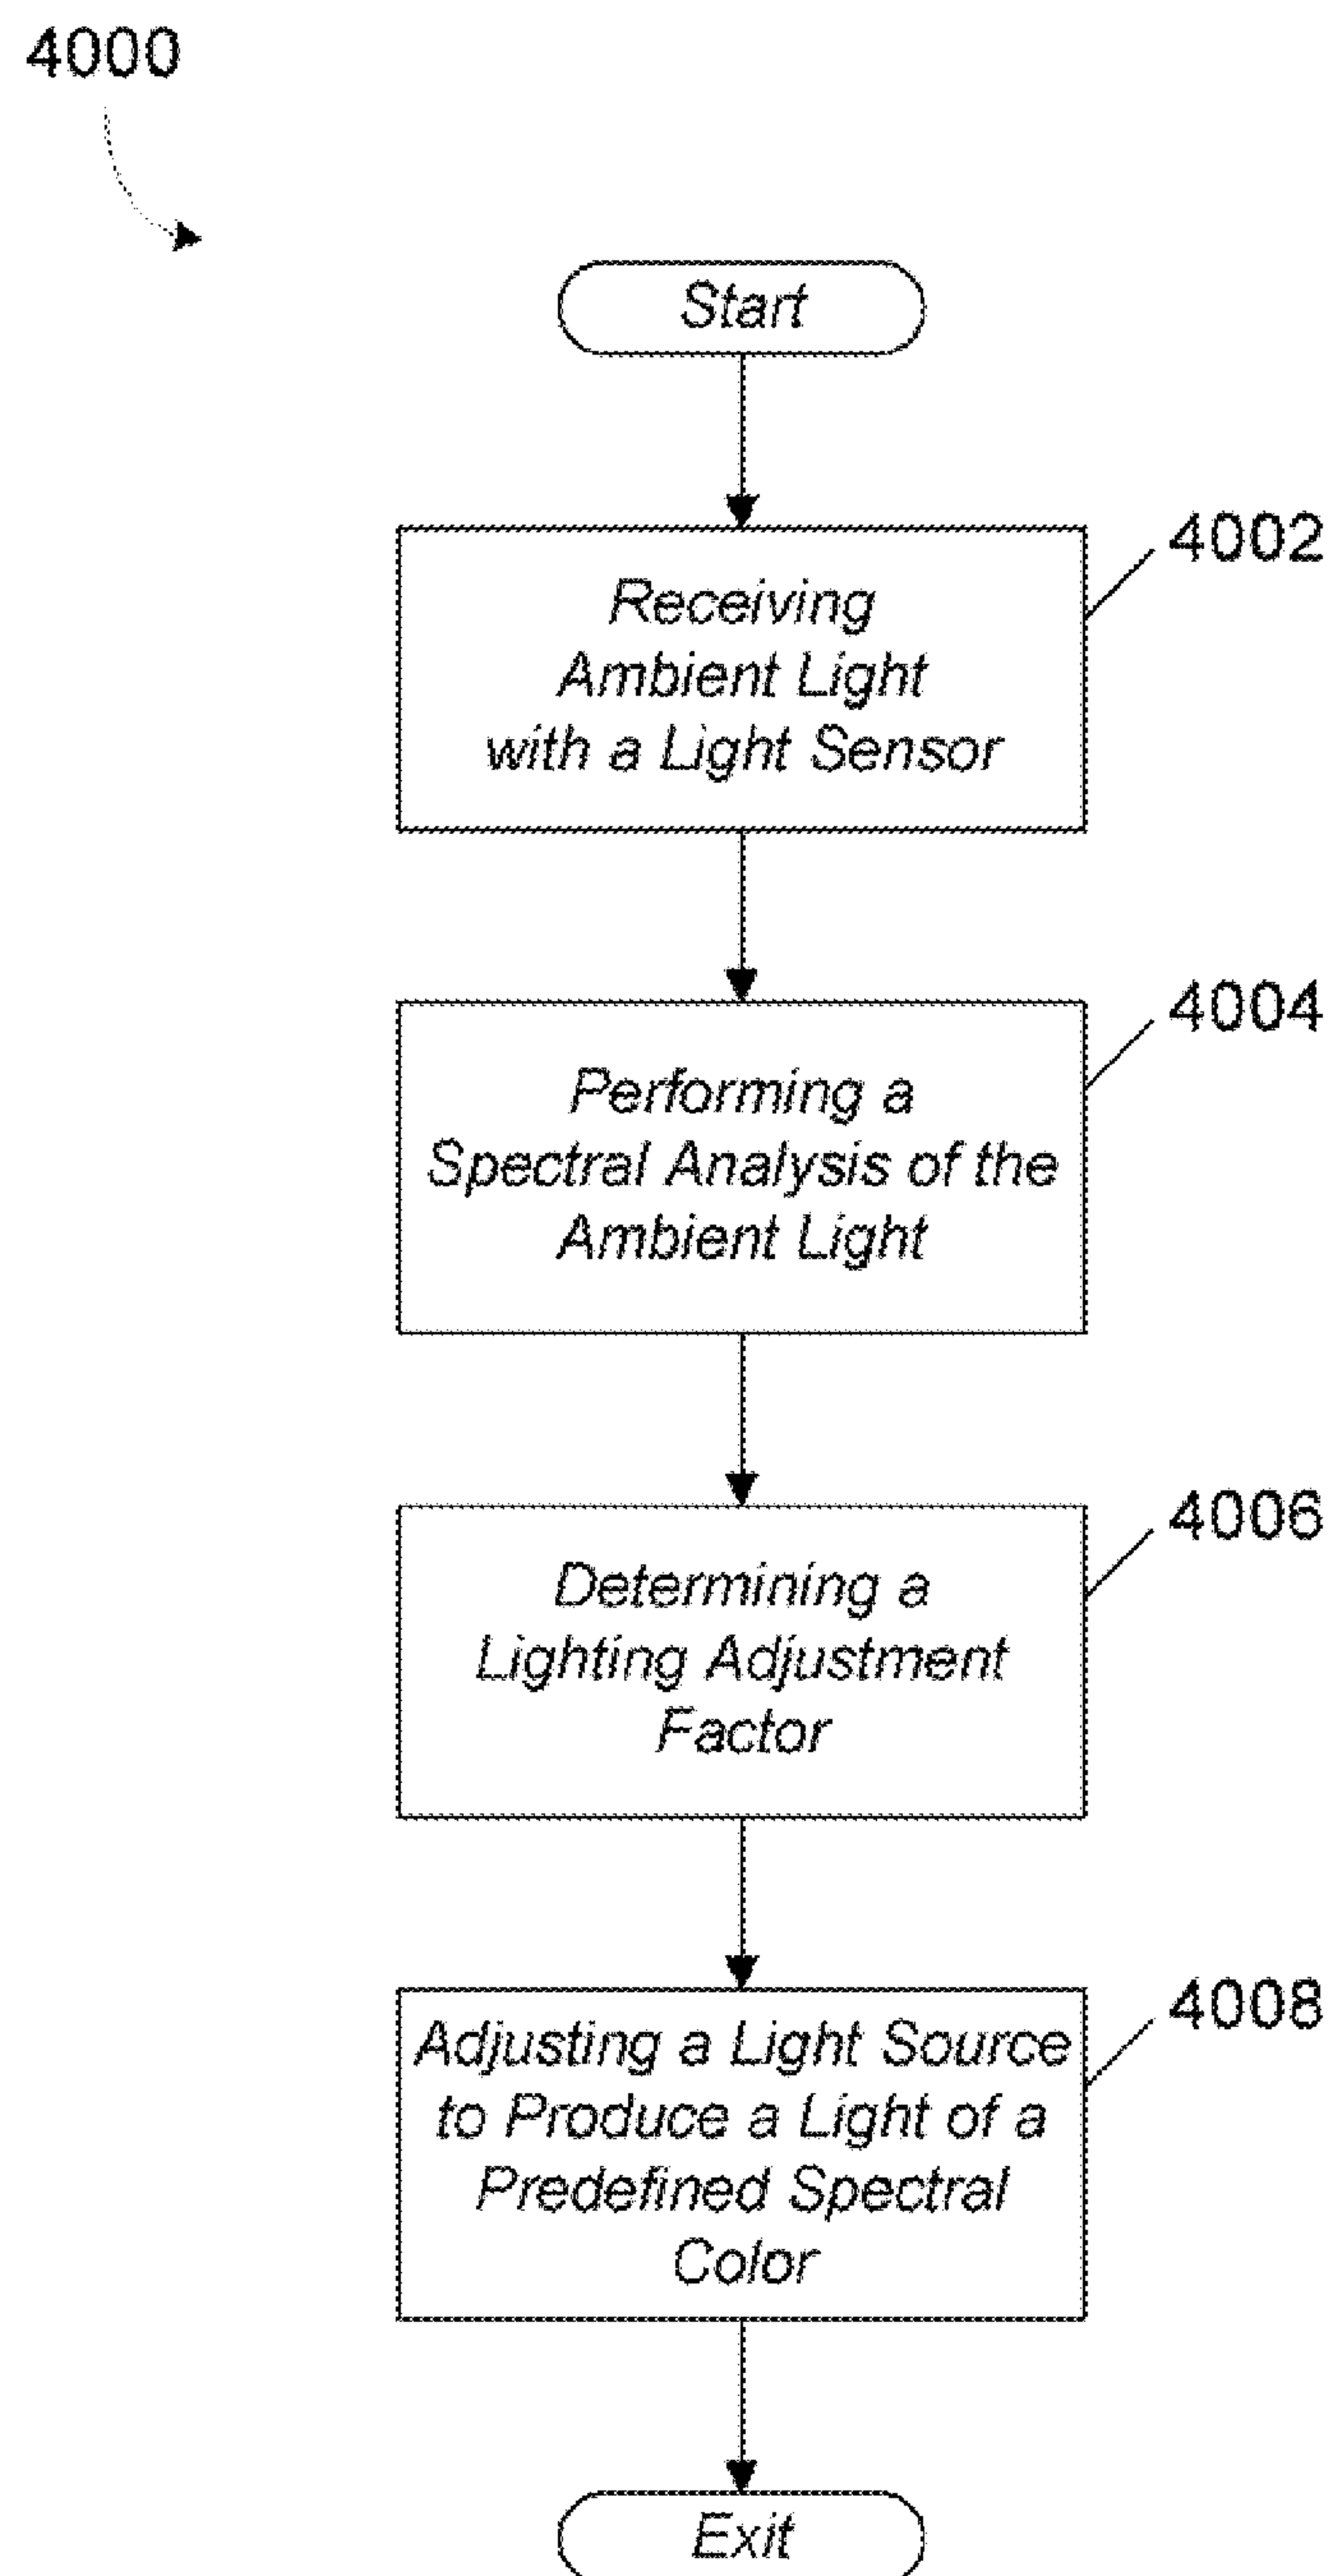 4000
Start
Receiving
Ambient Light
with a Light Sensor
4002
Performing a
Spectral Analysis of the
Ambient Light
4004
Determining a
Lighting Adjustment
Factor
4006
Adjusting a Light Source
to Produce a Light of a
Predefined Spectral
Color
4008
Exit